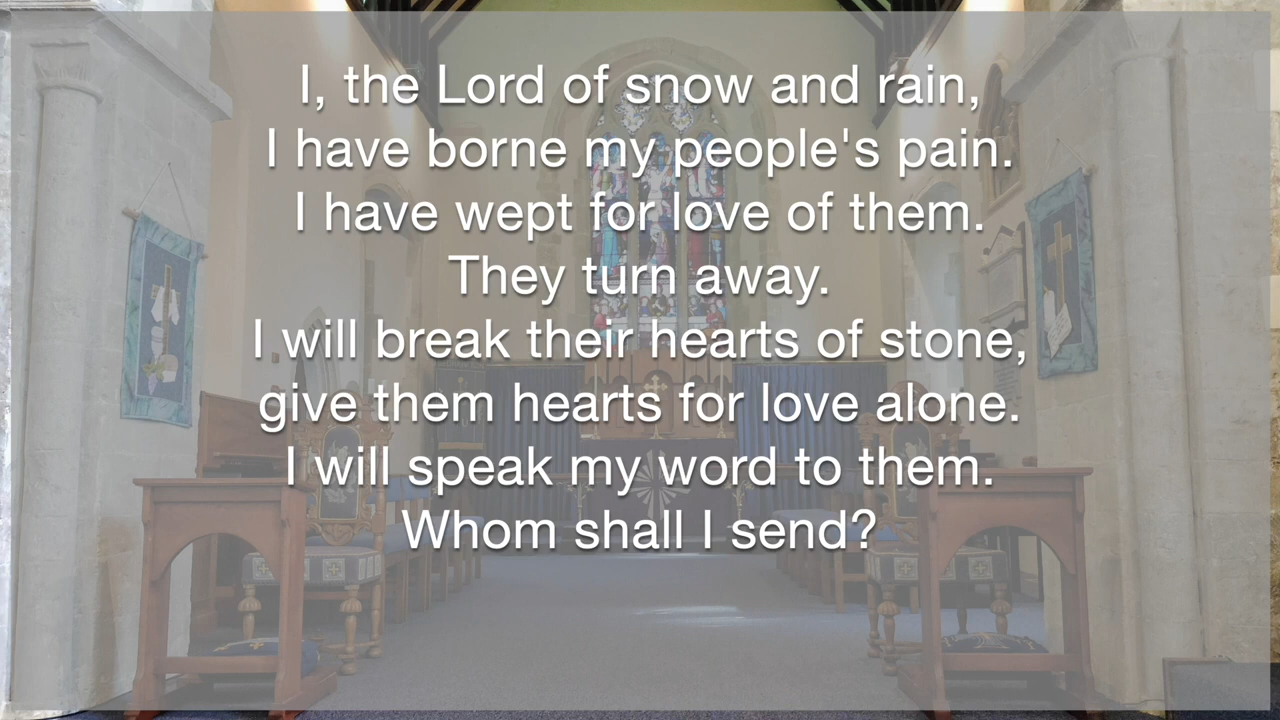 I, the Lord of snow and rain,
I have borne my people's pain.
I have wept for love of them.
They turn away.
I will break their hearts of stone,
give them hearts for love alone.
I will speak my word to them.
Whom shall I send?